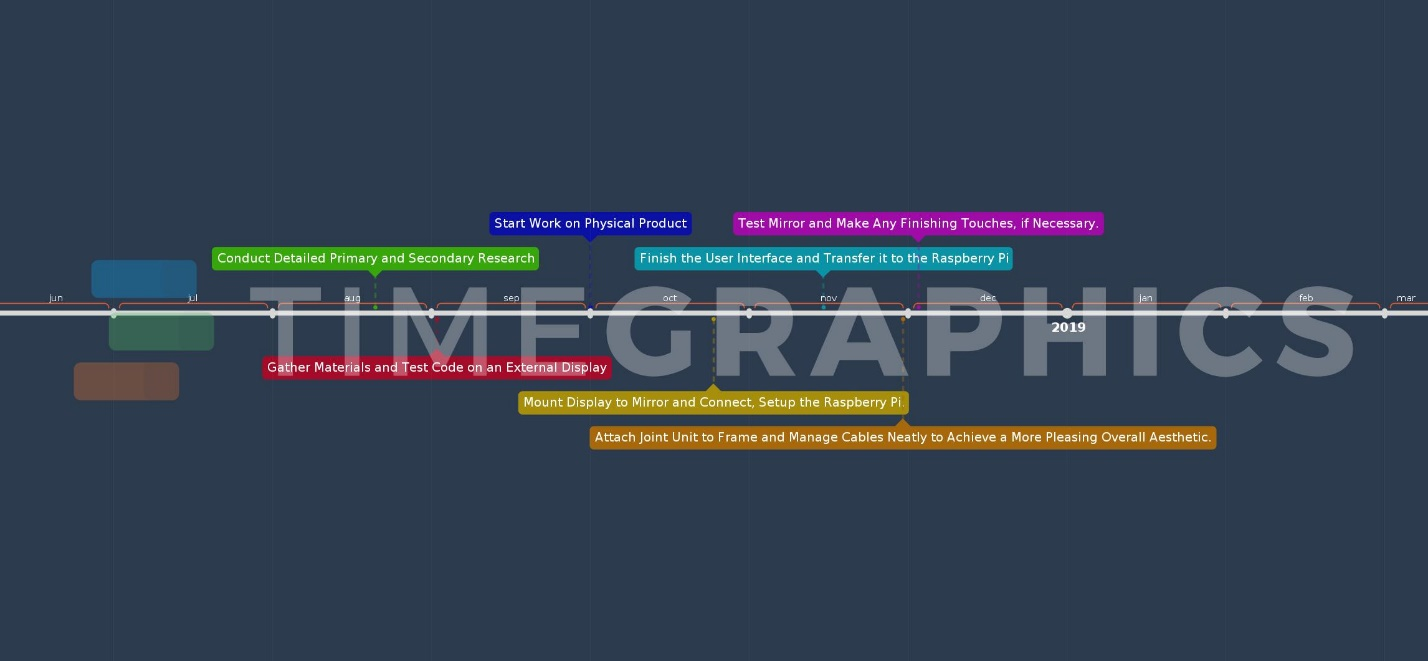 Start Work on Physical Product
Test Mirror and Make Any Finishing Touches, if Necessary.
Conduct Detailed Primary and Secondary Research
Finish the User Interface and Transfer it to the Raspberry Pi
jun jul aug sep oct nov dec jan feb mar
2019
TIMEGRAPHICS
Gather Materials and Test Code on an External Display
Mount Display to Mirror and Connect, Setup the Raspberry Pi.
Attach Joint Unit to Frame and Manage Cables Neatly to Achieve a More Pleasing Overall Aesthetic.